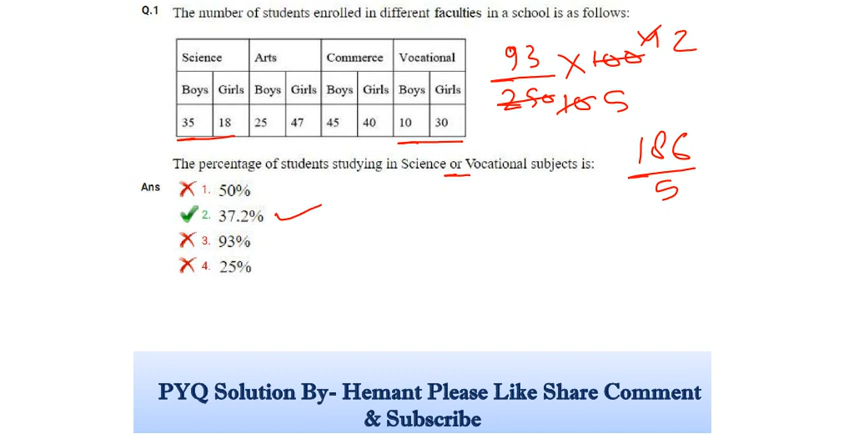 Q.1 The number of students enrolled in different faculties in a school is as follows:
Science Arts Commerce Vocational
Boys Girls Boys Girls Boys Girls Boys Girls
35 18 25 47 45 40 10 30
93 × 100 2
250 5
186
5
The percentage of students studying in Science or Vocational subjects is:
Ans 1. 50%
2. 37.2%
3. 93%
4. 25%
PYQ Solution By- Hemant Please Like Share Comment
& Subscribe